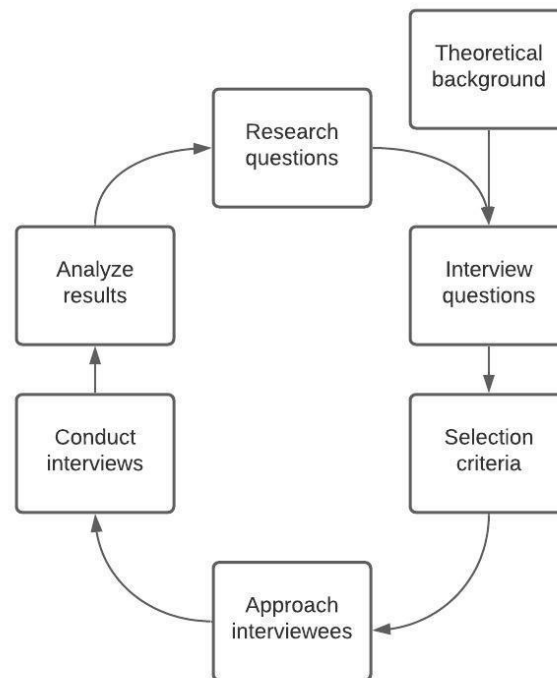 Theoretical
background
Research
questions
Analyze
results
Interview
questions
Conduct
interviews
Selection
criteria
Approach
interviewees